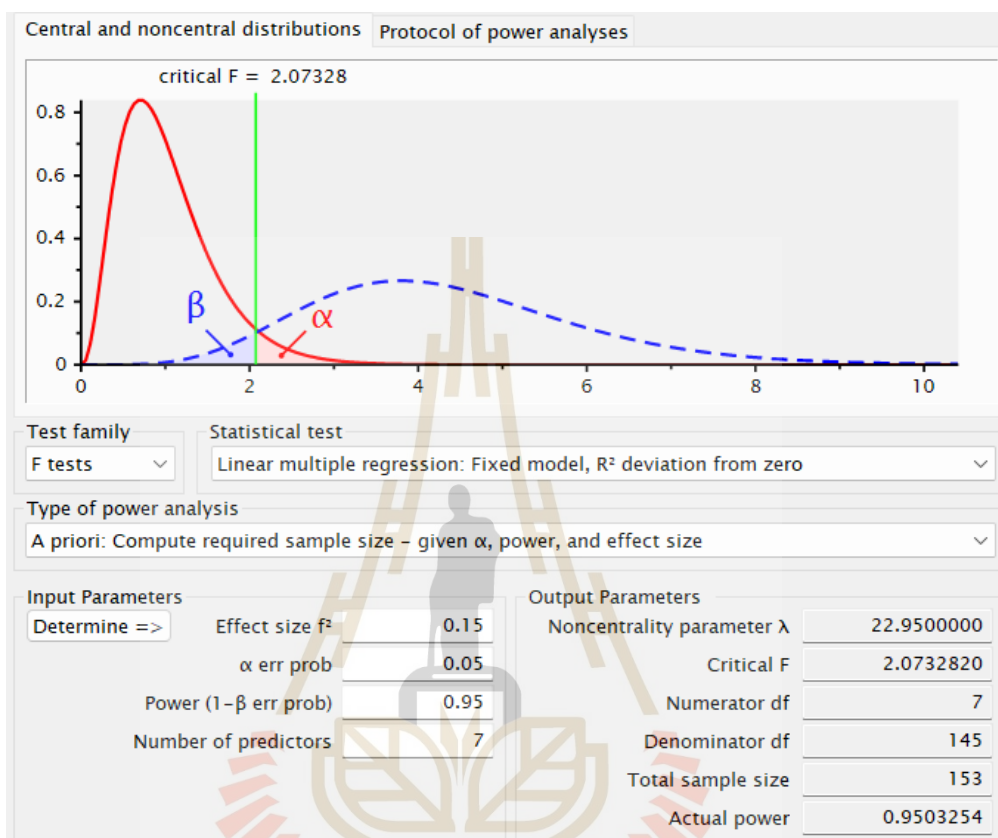 Central and noncentral distributions
Protocol of power analyses
critical F = 2.07328
0.8
0.6
0.4
0.2
0
β
α
0 2 4 6 8 10
Test family
Statistical test
F tests
Linear multiple regression: Fixed model, R² deviation from zero
Type of power analysis
A priori: Compute required sample size – given α, power, and effect size
Input Parameters
Output Parameters
Determine =>
Effect size f² 0.15
Noncentrality parameter λ 22.9500000
α err prob 0.05
Critical F 2.0732820
Power (1–β err prob) 0.95
Numerator df 7
Number of predictors 7
Denominator df 145
Total sample size 153
Actual power 0.9503254